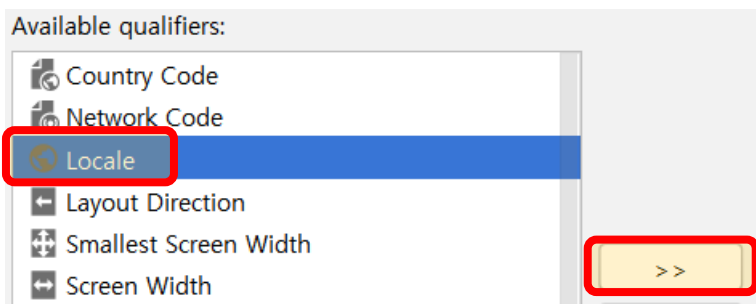 Available qualifiers:
Country Code
Network Code
Locale
Layout Direction
Smallest Screen Width
>>
Screen Width